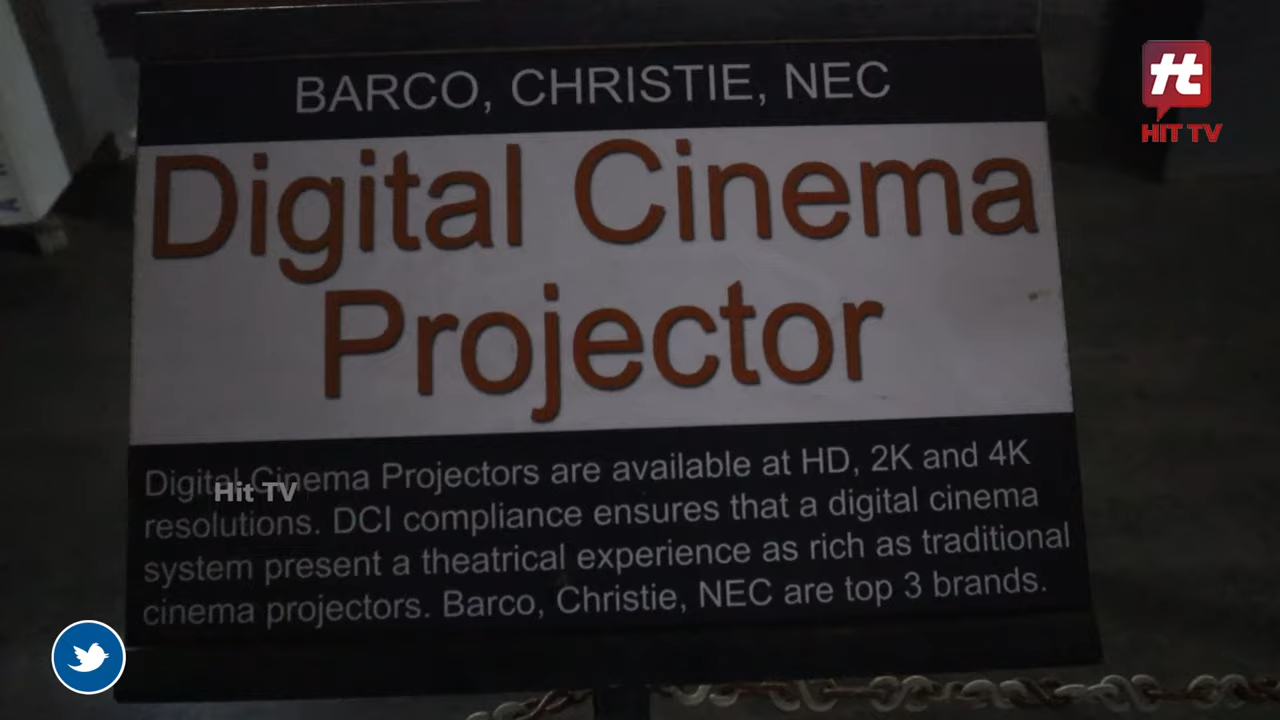 BARCO, CHRISTIE, NEC
Digital Cinema
Projector
Digital Cinema Projectors are available at HD, 2K and 4K
resolutions. DCI compliance ensures that a digital cinema
system present a theatrical experience as rich as traditional
cinema projectors. Barco, Christie, NEC are top 3 brands.
Hit TV
tt
HIT TV